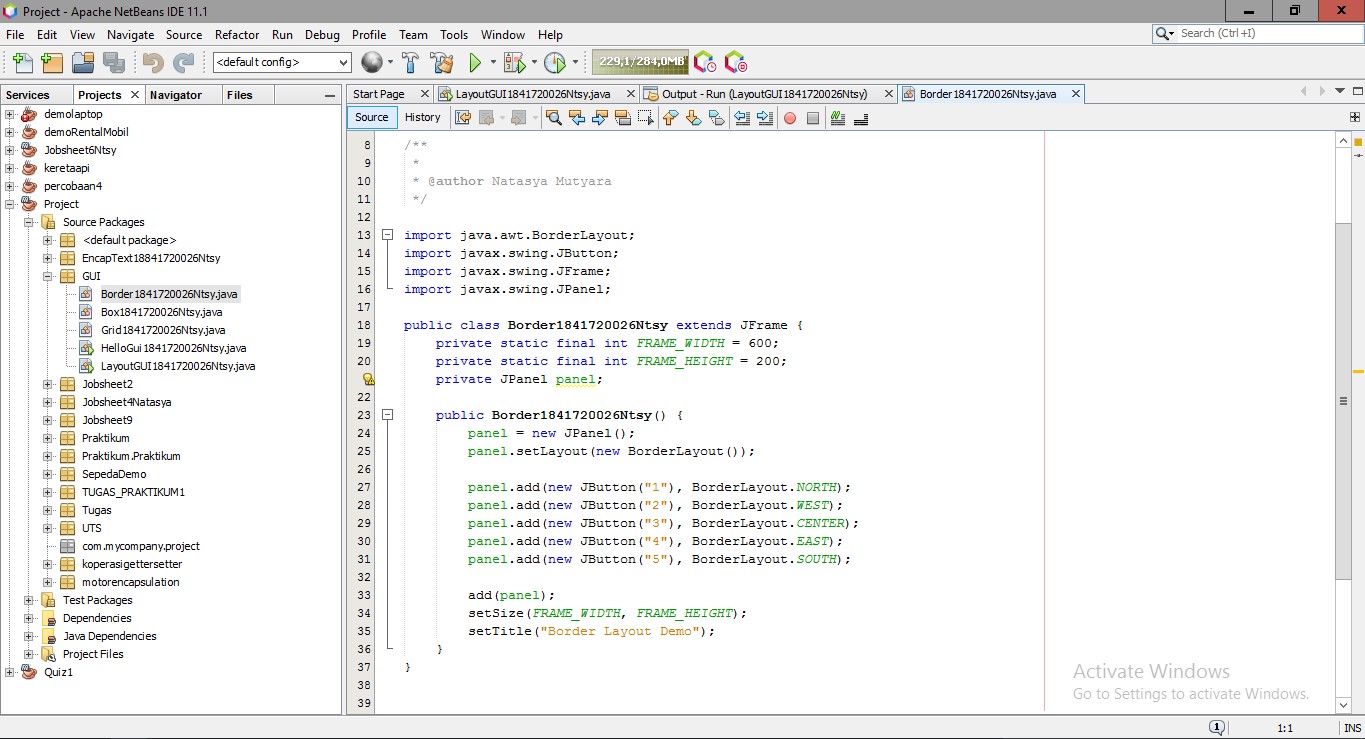 Project - Apache NetBeans IDE 11.1
File Edit View Navigate Source Refactor Run Debug Profile Team Tools Window Help
Search (Ctrl+I)
<default config>
229,1/284,0MB
Services Projects Navigator Files
Start Page LayoutGUI1841720026Ntsy.java Output - Run (LayoutGUI1841720026Ntsy) Border1841720026Ntsy.java
Source History
demolaptop
demoRentalMobil
Jobsheet6Ntsy
keretaapi
percobaan4
Project
Source Packages
<default package>
EncapText18841720026Ntsy
GUI
Border1841720026Ntsy.java
Box1841720026Ntsy.java
Grid1841720026Ntsy.java
HelloGui1841720026Ntsy.java
LayoutGUI1841720026Ntsy.java
Jobsheet2
Jobsheet4Natasya
Jobsheet9
Praktikum
Praktikum.Praktikum
SepedaDemo
TUGAS_PRAKTIKUM1
Tugas
UTS
com.mycompany.project
koperasigettersetter
motorencapsulation
Test Packages
Dependencies
Java Dependencies
Project Files
Quiz1
8 /**
9 *
10 * @author Natasya Mutyara
11 */
12
13 import java.awt.BorderLayout;
14 import javax.swing.JButton;
15 import javax.swing.JFrame;
16 import javax.swing.JPanel;
17
18 public class Border1841720026Ntsy extends JFrame {
19 private static final int FRAME_WIDTH = 600;
20 private static final int FRAME_HEIGHT = 200;
private JPanel panel;
22
23 public Border1841720026Ntsy() {
24 panel = new JPanel();
25 panel.setLayout(new BorderLayout());
26
27 panel.add(new JButton("1"), BorderLayout.NORTH);
28 panel.add(new JButton("2"), BorderLayout.WEST);
29 panel.add(new JButton("3"), BorderLayout.CENTER);
30 panel.add(new JButton("4"), BorderLayout.EAST);
31 panel.add(new JButton("5"), BorderLayout.SOUTH);
32
33 add(panel);
34 setSize(FRAME_WIDTH, FRAME_HEIGHT);
35 setTitle("Border Layout Demo");
36 }
37 }
38
39
Activate Windows
Go to Settings to activate Windows.
1 1:1 INS